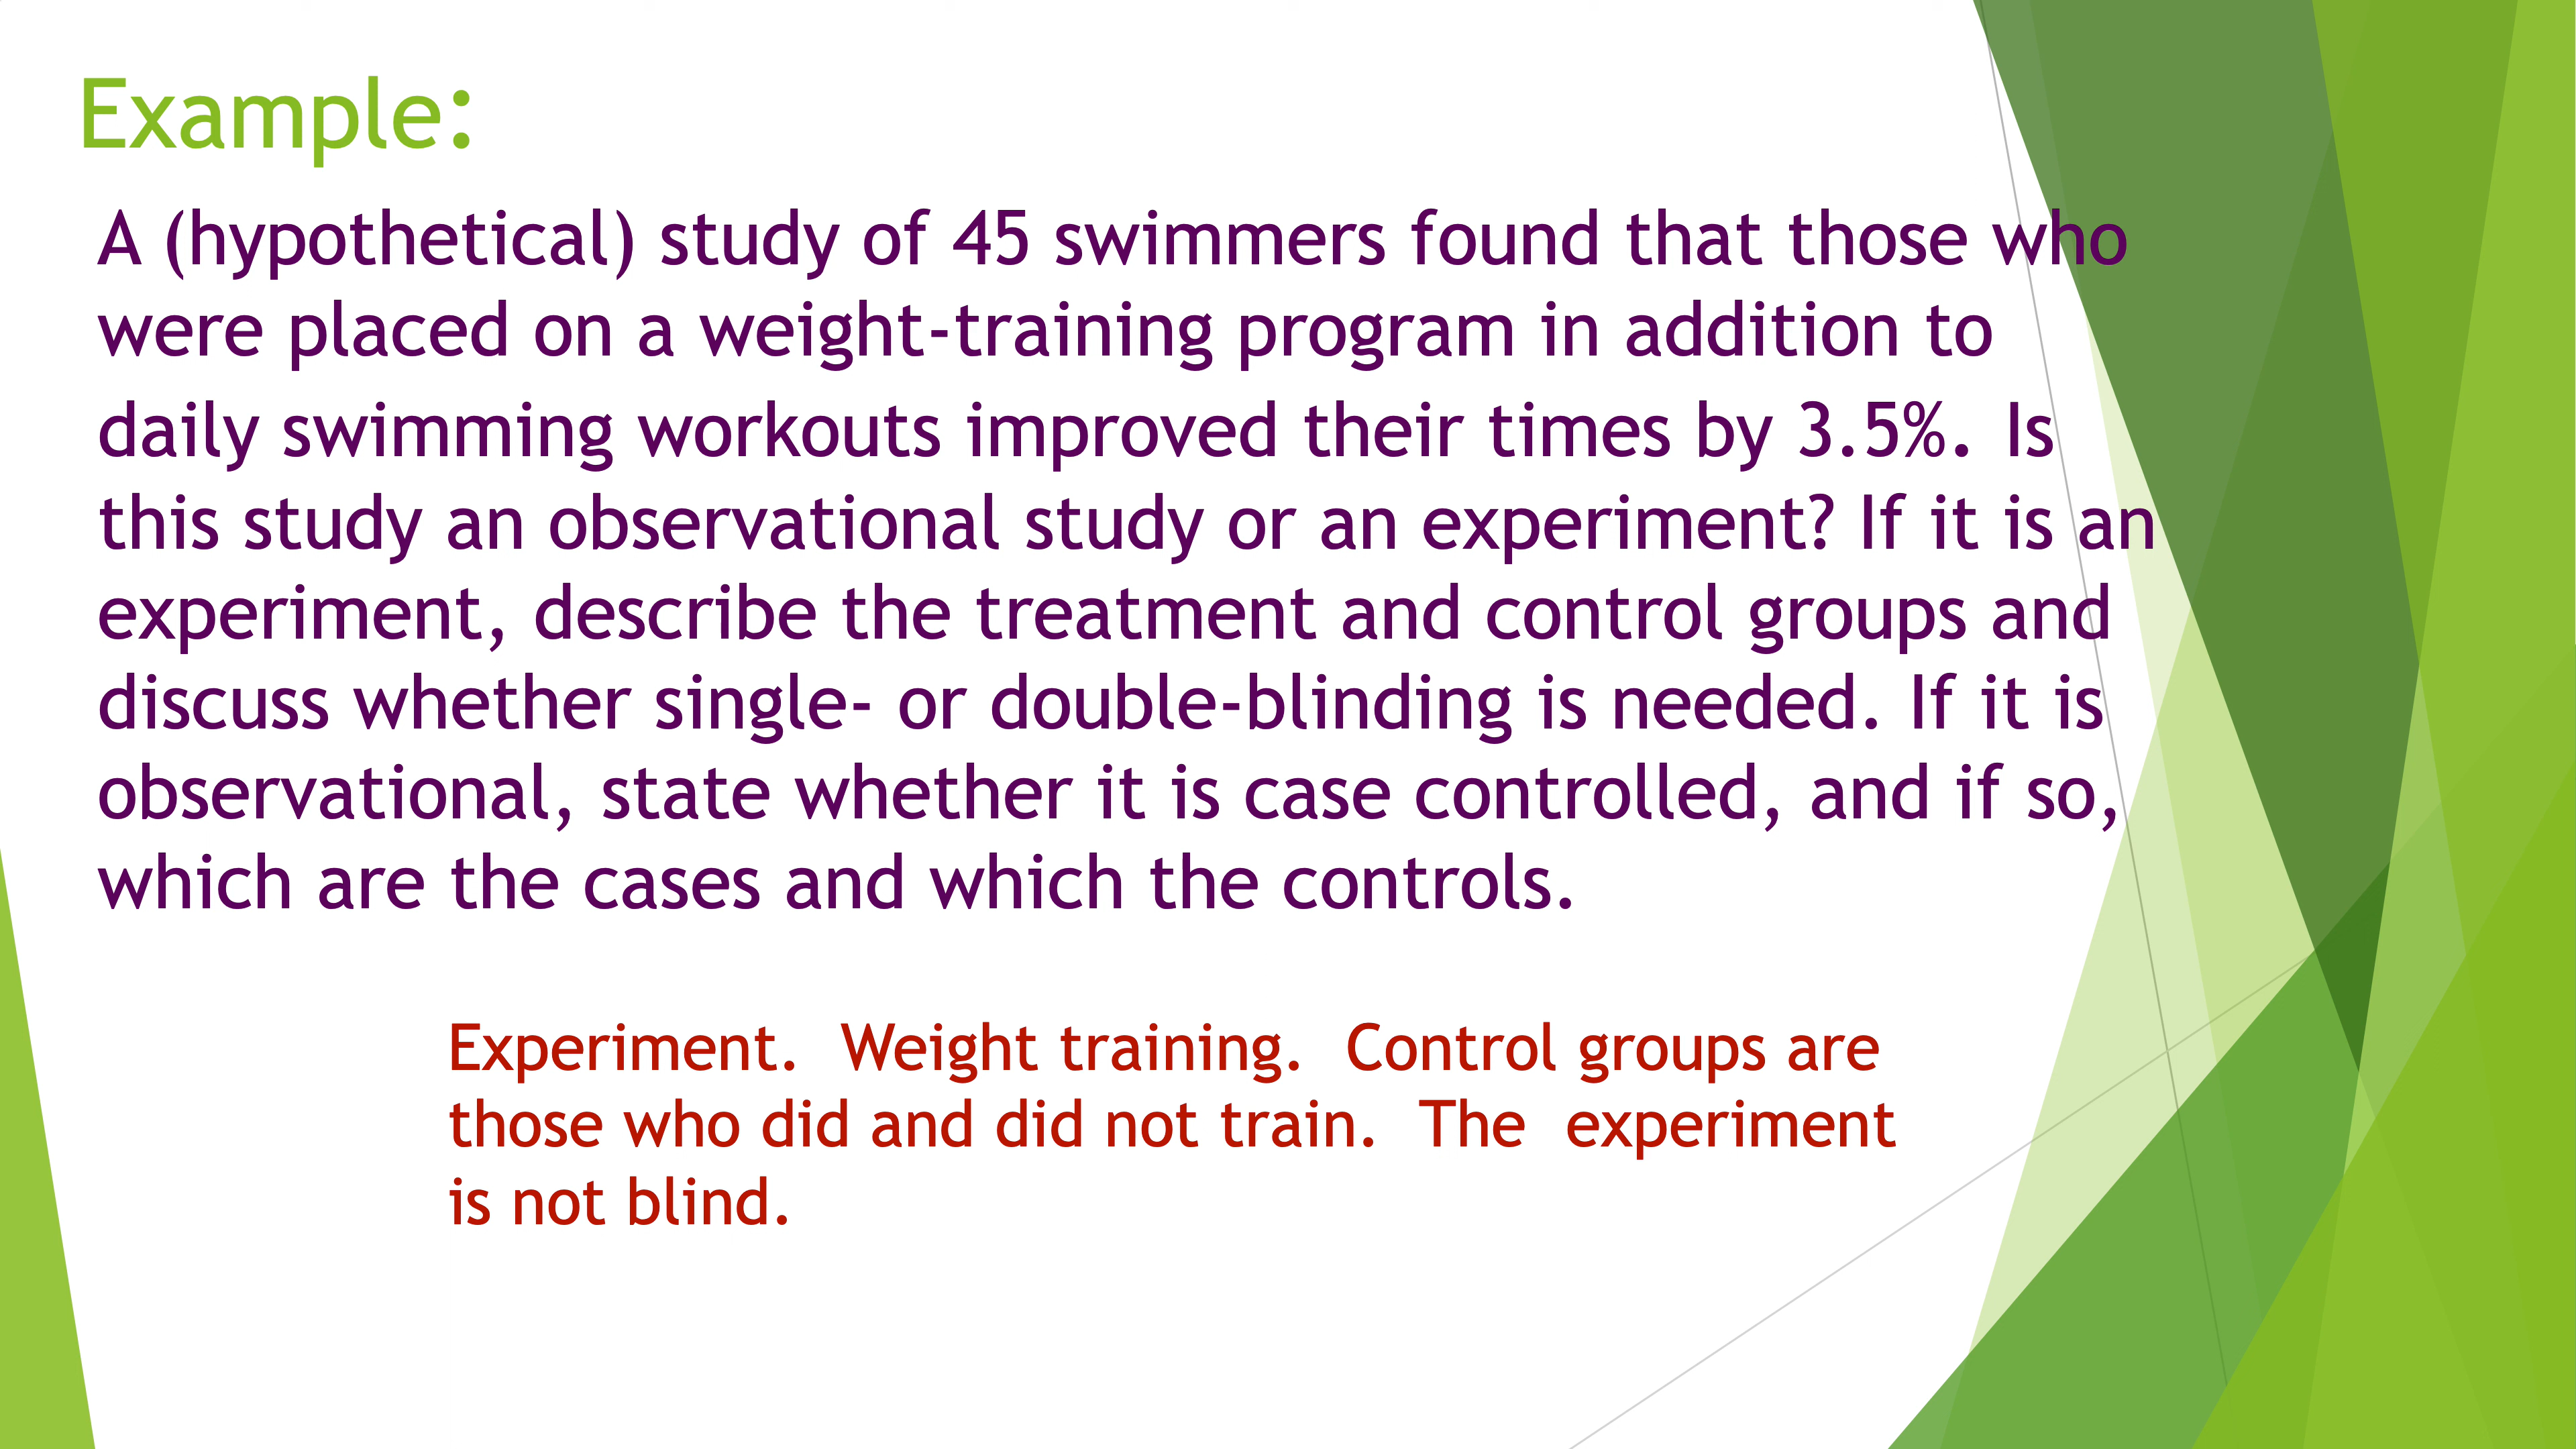 Example:
A (hypothetical) study of 45 swimmers found that those who
were placed on a weight-training program in addition to
daily swimming workouts improved their times by 3.5%. Is
this study an observational study or an experiment? If it is an
experiment, describe the treatment and control groups and
discuss whether single- or double-blinding is needed. If it is
observational, state whether it is case controlled, and if so,
which are the cases and which the controls.
Experiment. Weight training. Control groups are
those who did and did not train. The experiment
is not blind.